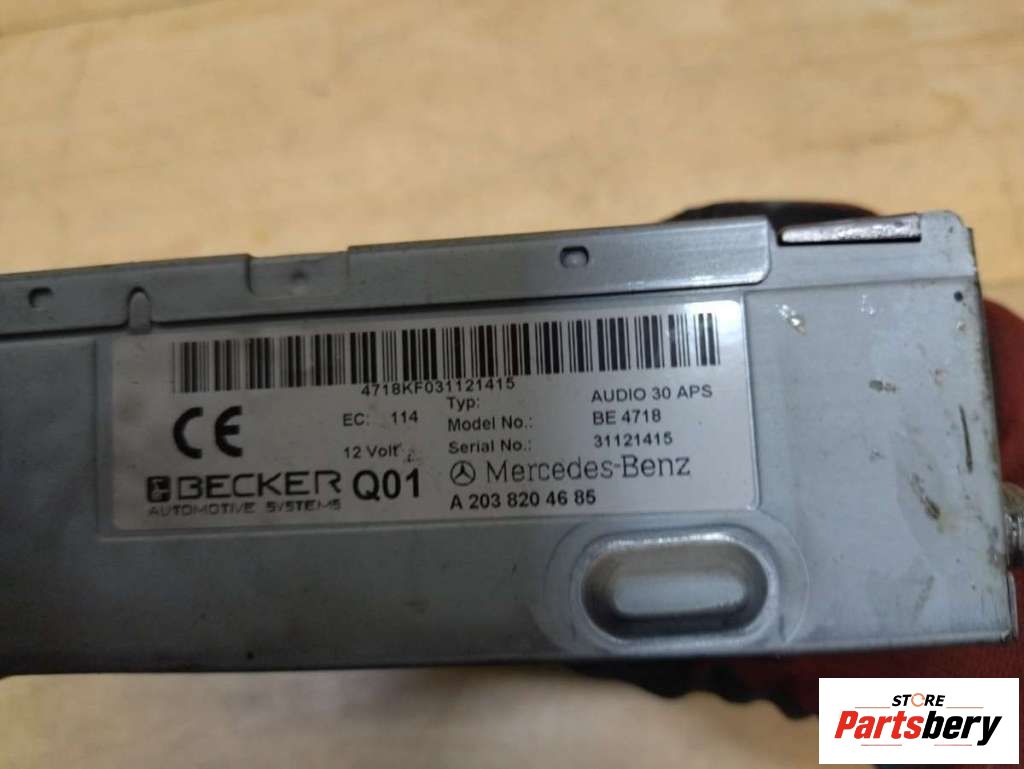 4718KF031121415
CE
EC: 114
Typ: AUDIO 30 APS
Model No.: BE 4718
12 Volt
Serial No.: 31121415
BECKER
AUTOMOTIVE SYSTEMS
Q01
Mercedes-Benz
A 203 820 46 85
STORE
Partsbery